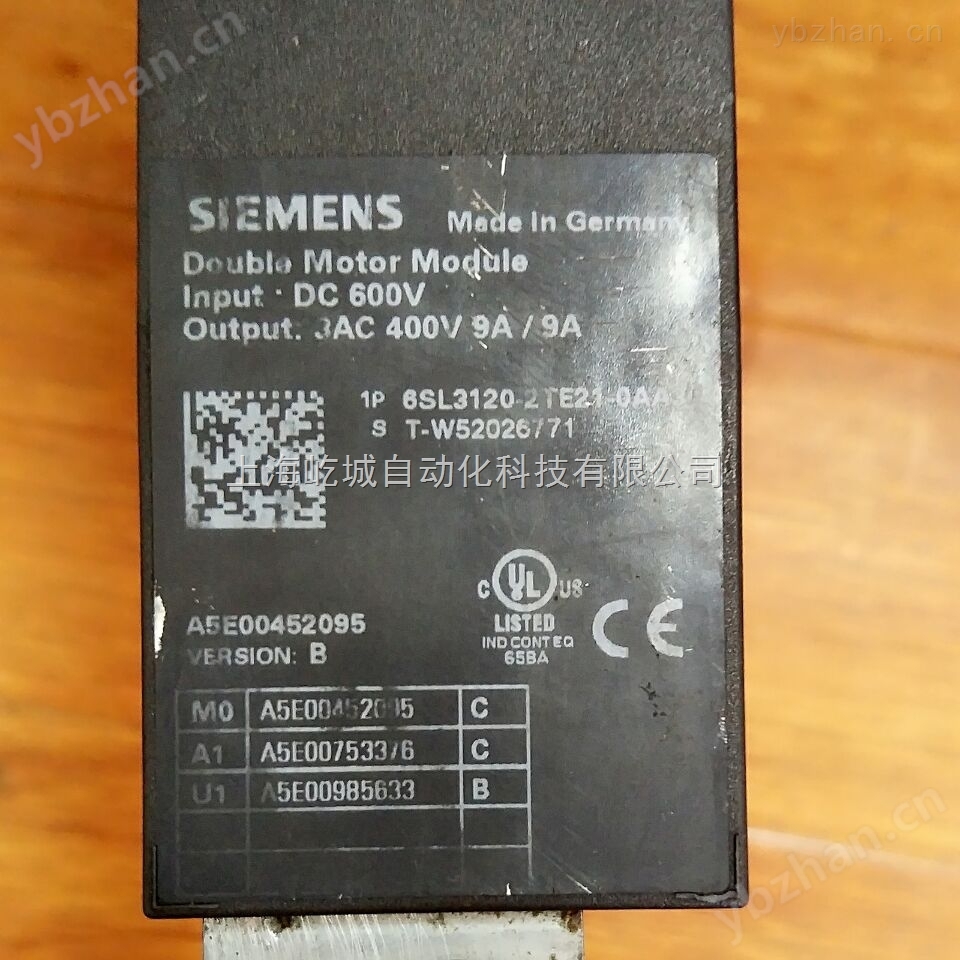 ybzhan.cn
ybzhan.cn
SIEMENS Made In Germany
Double Motor Module
Input : DC 600V
Output: 3AC 400V 9A / 9A
1P 6SL3120-2TE21-0AA
S T-W52026771
上海屹城自动化科技有限公司
C UL US
LISTED
IND CONT EQ
65BA
CE
A5E00452095
VERSION: B
M0 A5E00452095 C
A1 A5E00753376 C
U1 A5E00985633 B
ybzhan.cn